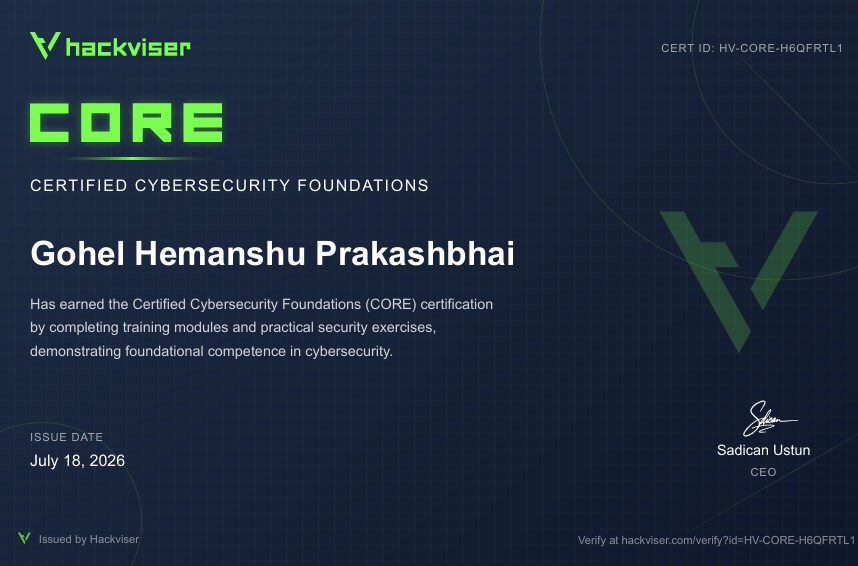 hackviser
CERT ID: HV-CORE-H6QFRTL1
CORE
CERTIFIED CYBERSECURITY FOUNDATIONS
Gohel Hemanshu Prakashbhai
Has earned the Certified Cybersecurity Foundations (CORE) certification
by completing training modules and practical security exercises,
demonstrating foundational competence in cybersecurity.
ISSUE DATE
July 18, 2026
Sadican
Sadican Ustun
CEO
Issued by Hackviser
Verify at hackviser.com/verify?id=HV-CORE-H6QFRTL1